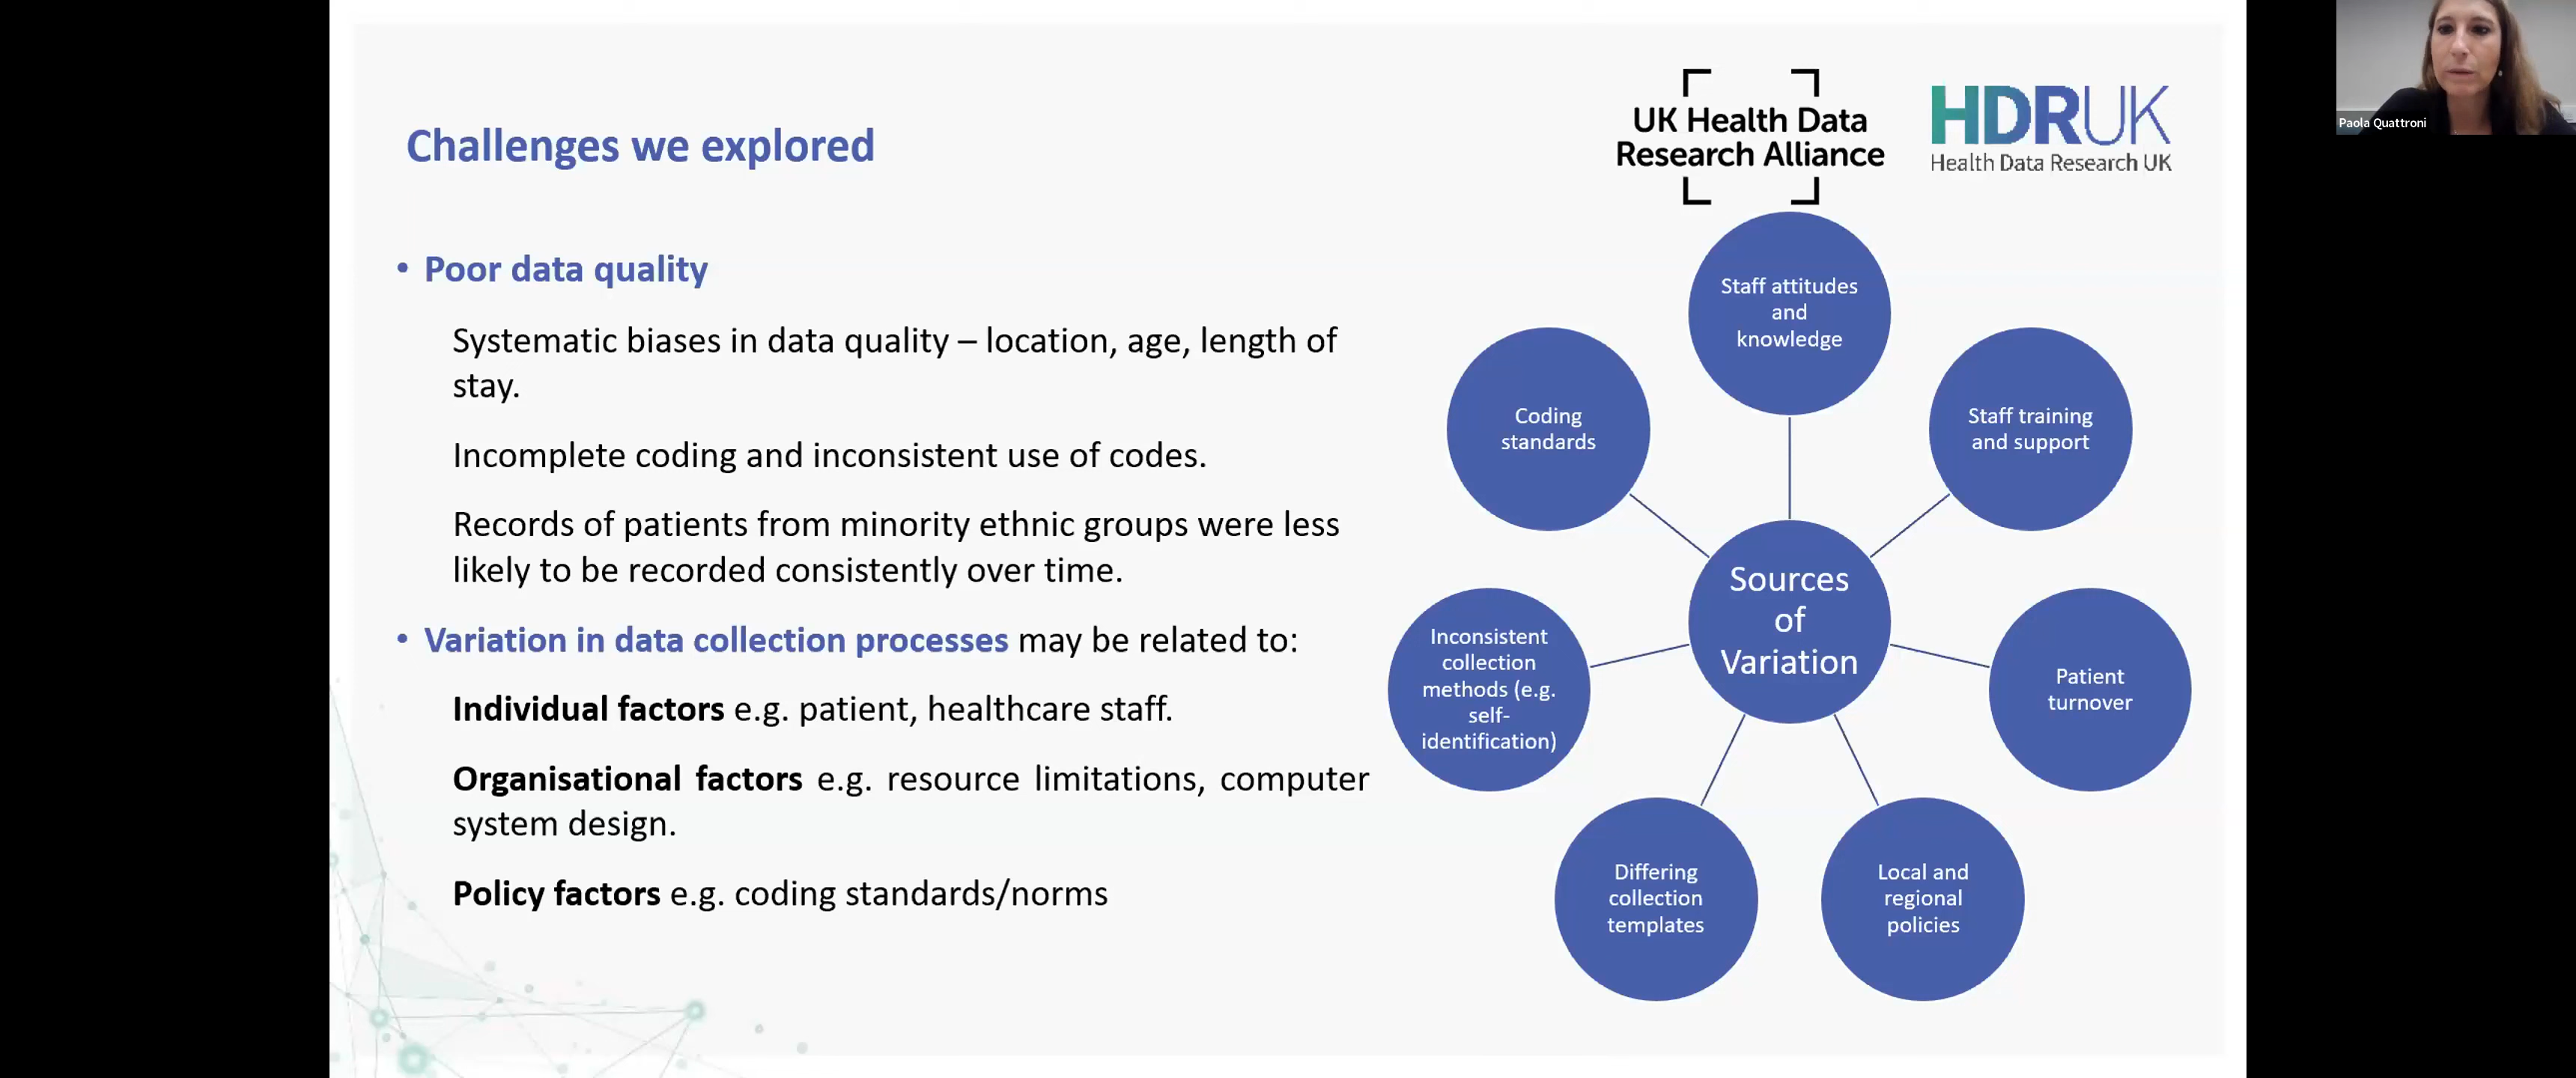 Challenges we explored
UK Health Data
Research Alliance
HDRUK
Health Data Research UK
Paola Quattroni
• Poor data quality
Systematic biases in data quality – location, age, length of
stay.
Incomplete coding and inconsistent use of codes.
Records of patients from minority ethnic groups were less
likely to be recorded consistently over time.
• Variation in data collection processes may be related to:
Individual factors e.g. patient, healthcare staff.
Organisational factors e.g. resource limitations, computer
system design.
Policy factors e.g. coding standards/norms
Sources
of
Variation
Staff attitudes
and
knowledge
Staff training
and support
Patient
turnover
Local and
regional
policies
Differing
collection
templates
Inconsistent
collection
methods (e.g.
self-
identification)
Coding
standards